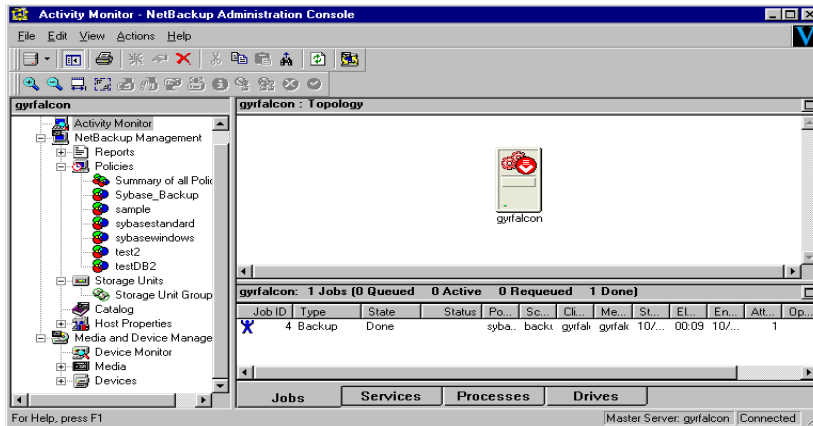 Activity Monitor - NetBackup Administration Console
File Edit View Actions Help
gyrfalcon
Activity Monitor
NetBackup Management
Reports
Policies
Summary of all Polic
Sybase_Backup
sample
sybasestandard
sybasewindows
test2
testDB2
Storage Units
Storage Unit Group
Catalog
Host Properties
Media and Device Manage
Device Monitor
Media
Devices
gyrfalcon : Topology
gyrfalcon
gyrfalcon: 1 Jobs (0 Queued 0 Active 0 Requeued 1 Done)
Job ID Type State Status Po... Sc... Cli... Me... St... El... En... Att... Op...
4 Backup Done syba.. backu gyrfalc gyrfalc 10/... 00:09 10/... 1
Jobs Services Processes Drives
For Help, press F1 Master Server: gyrfalcon Connected